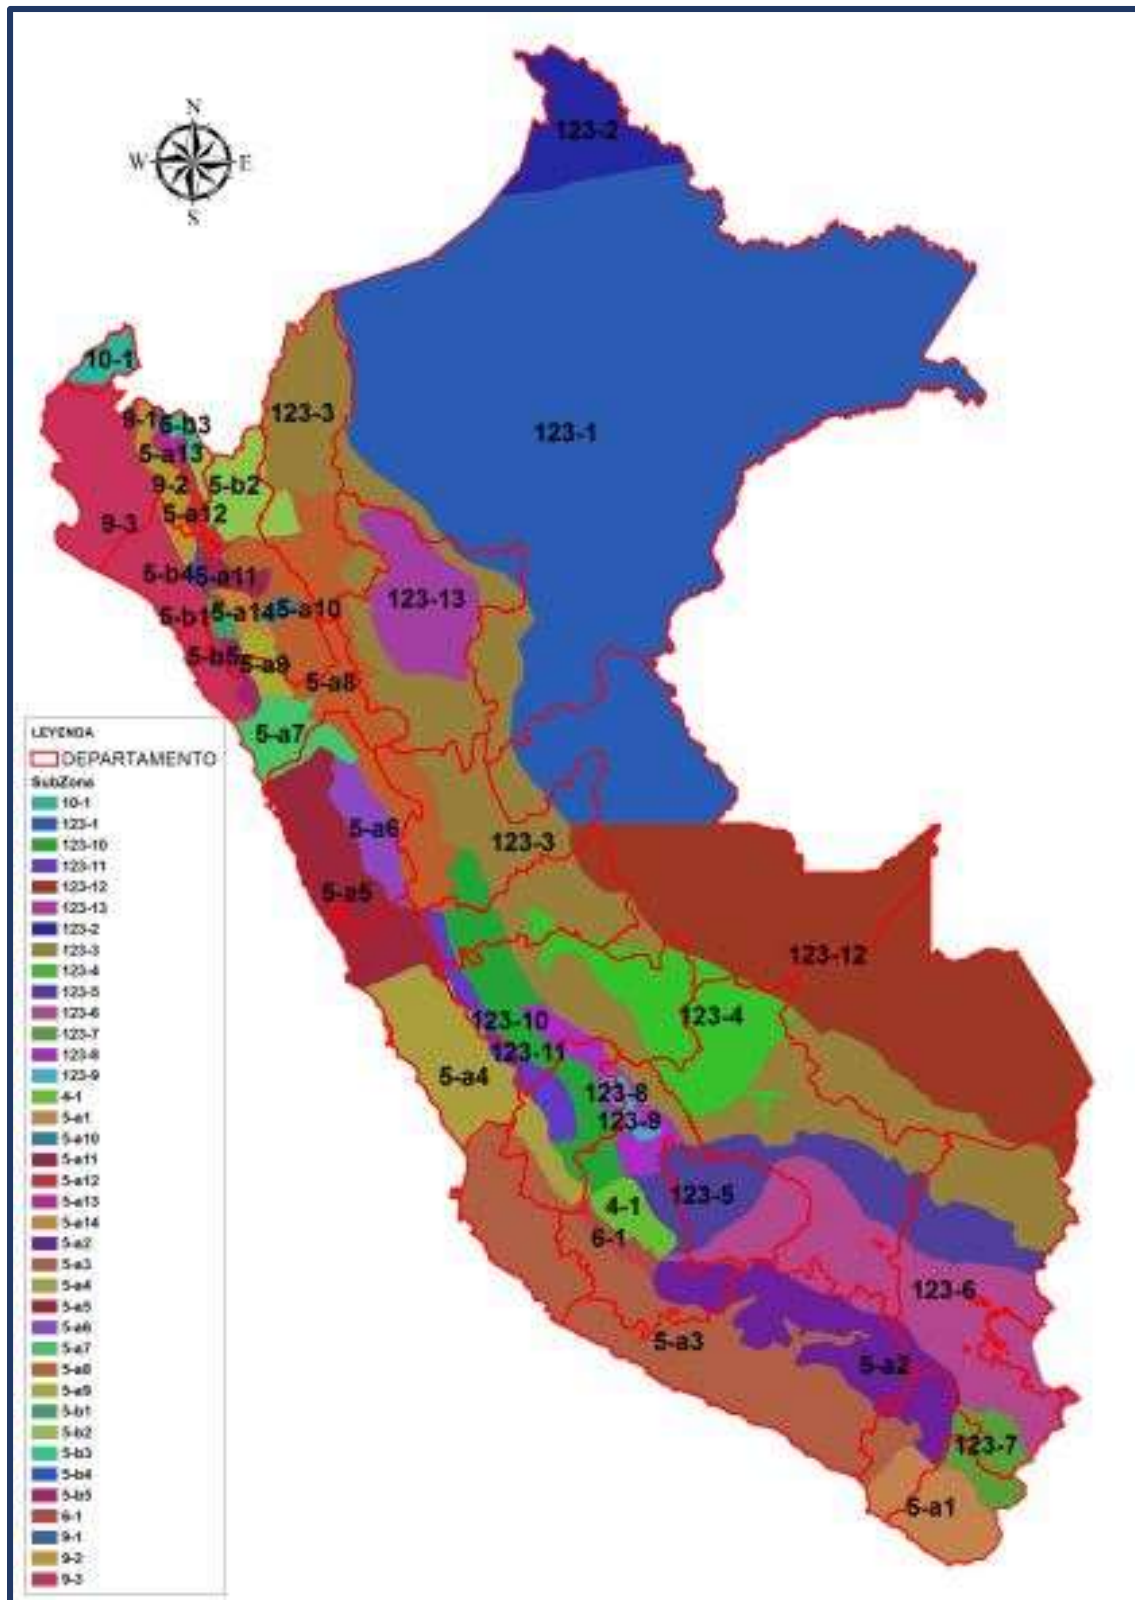 N
W E
S
123-2
10-1
123-3
123-1
9-1
5-b3
5-a13
9-2
5-b2
5-a12
9-3
5-b4
5-a11
123-13
5-b1
5-a14
5-a10
5-b5
5-a9
5-a8
5-a7
5-a6
123-3
5-a5
123-12
123-10
123-4
123-11
5-a4
123-8
123-9
123-5
4-1
6-1
123-6
5-a3
5-a2
123-7
5-a1
LEYENDA
DEPARTAMENTO
SubZona
10-1
123-1
123-10
123-11
123-12
123-13
123-2
123-3
123-4
123-5
123-6
123-7
123-8
123-9
4-1
5-a1
5-a10
5-a11
5-a12
5-a13
5-a14
5-a2
5-a3
5-a4
5-a5
5-a6
5-a7
5-a8
5-a9
5-b1
5-b2
5-b3
5-b4
5-b5
6-1
9-1
9-2
9-3